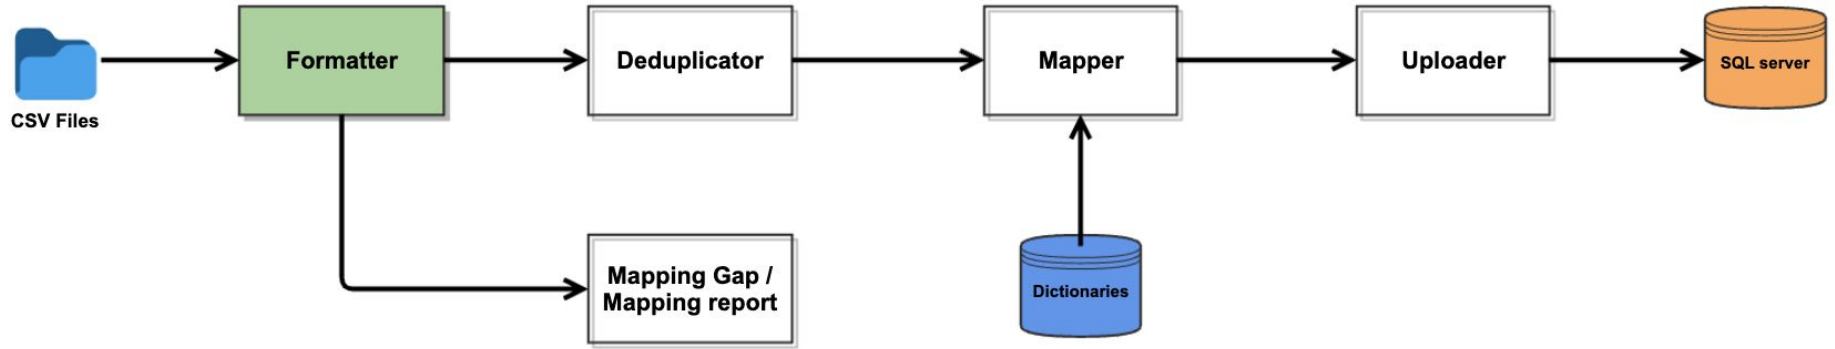 CSV Files
Formatter
Deduplicator
Mapper
Uploader
SQL server
Mapping Gap /
Mapping report
Dictionaries